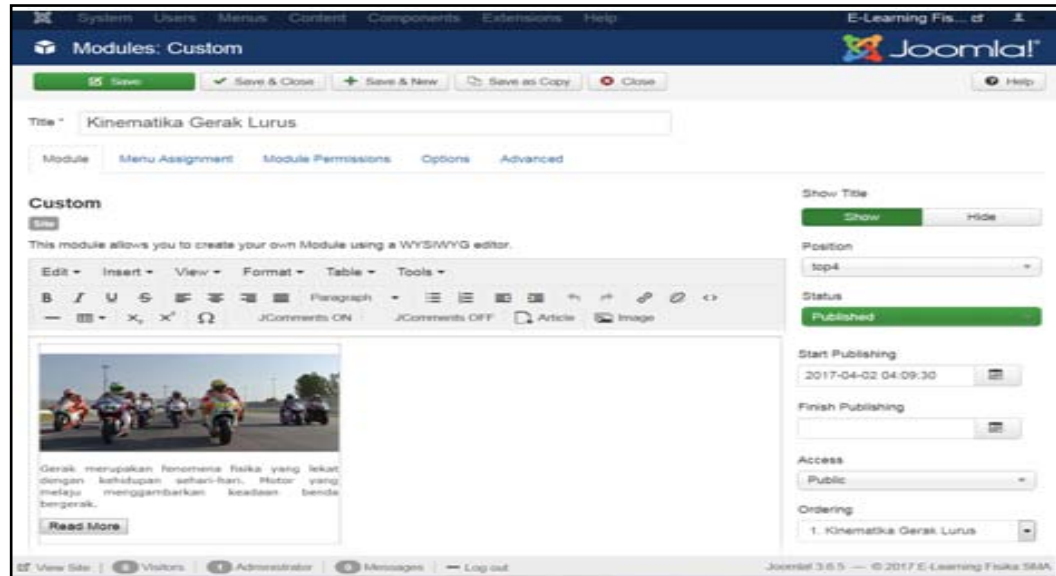 System Users Menus Content Components Extensions Help E-Learning Fis...
Modules: Custom Joomla!
Save Save & Close Save & New Save as Copy Close Help
Title * Kinematika Gerak Lurus
Module Menu Assignment Module Permissions Options Advanced
Custom
Site
This module allows you to create your own Module using a WYSIWYG editor.
Edit Insert View Format Table Tools
B I U S Paragraph
JComments ON JComments OFF Article Image
Gerak merupakan fenomena fisika yang lekat
dengan kehidupan sehari-hari. Motor yang
melaju menggambarkan keadaan benda
bergerak.
Read More
Show Title
Show Hide
Position
top4
Status
Published
Start Publishing
2017-04-02 04:09:30
Finish Publishing
Access
Public
Ordering
1. Kinematika Gerak Lurus
View Site Visitors Administrator Messages Log out Joomla! 3.6.5 — © 2017 E-Learning Fisika SMA